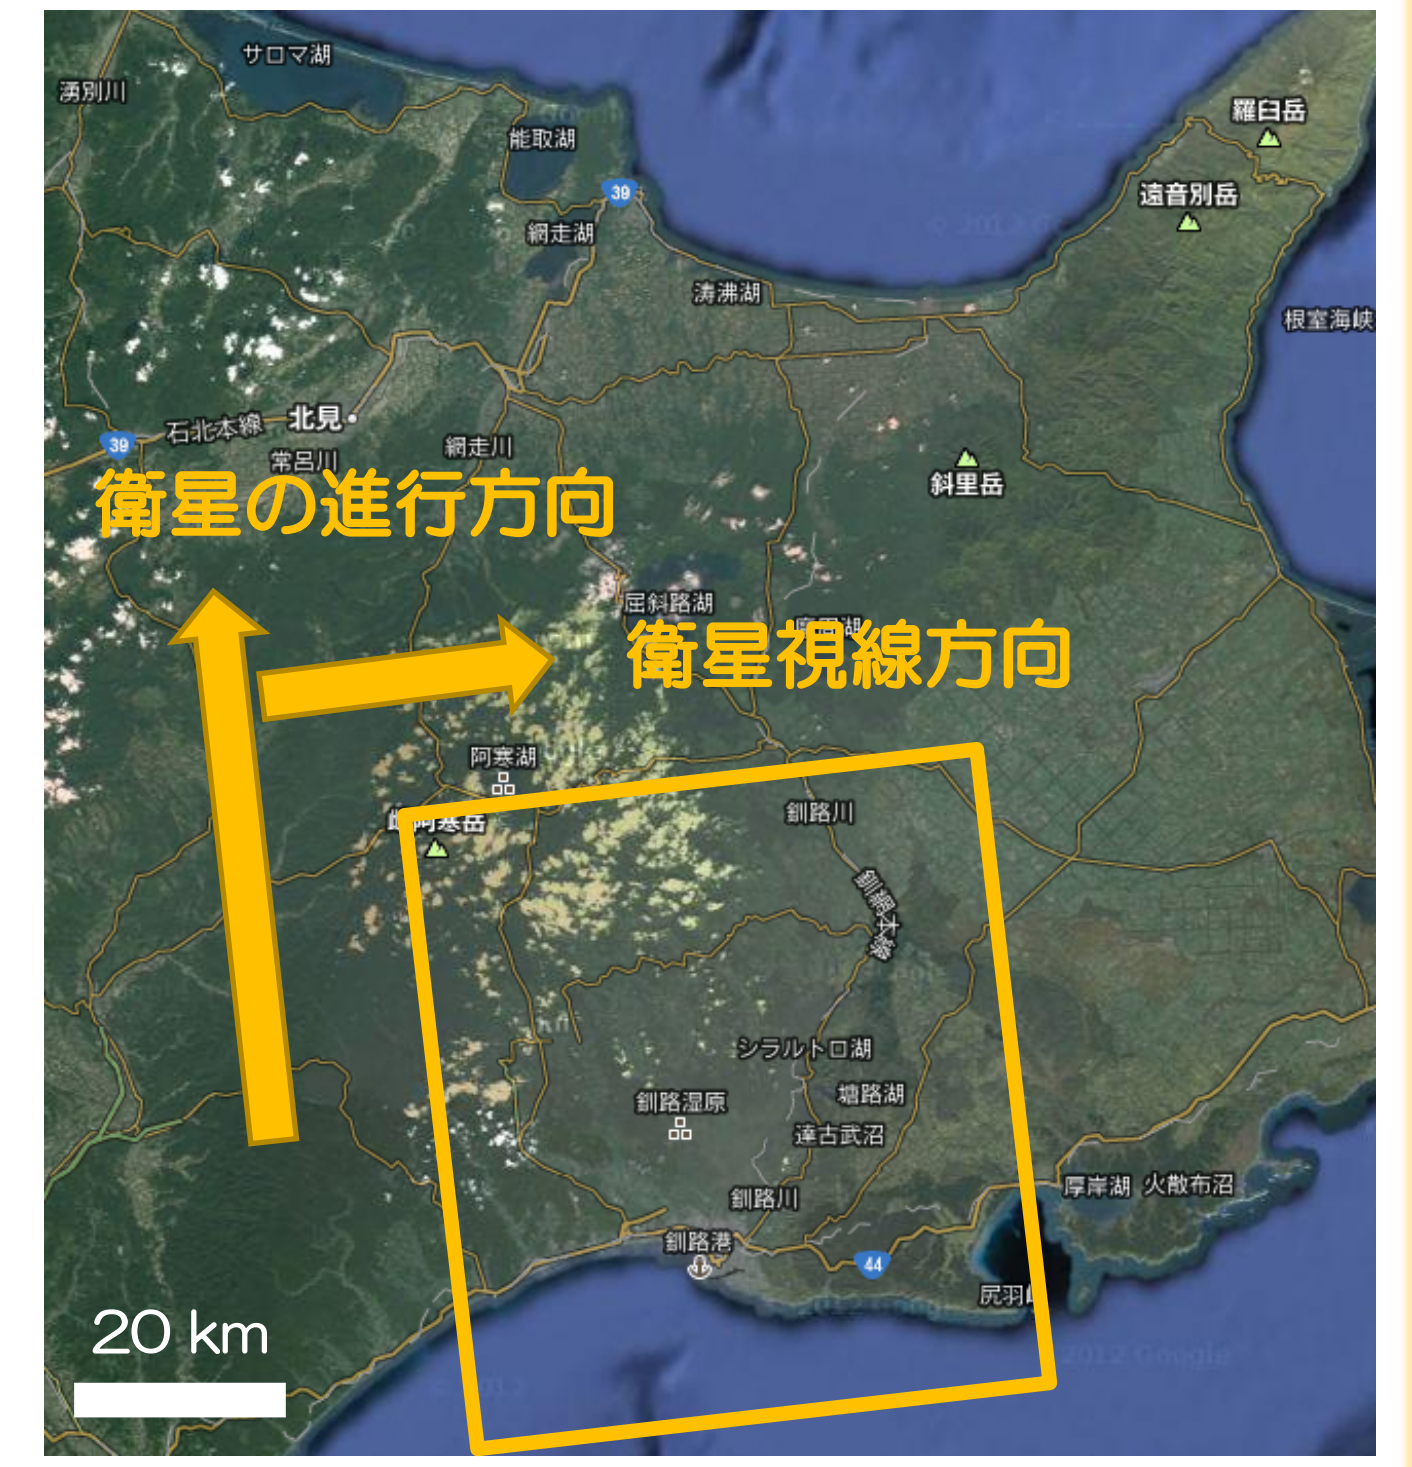 サロマ湖
湧別川
羅臼岳
能取湖
39
遠音別岳
網走湖
濤沸湖
根室海峡
北見
石北本線
39
網走川
常呂川
斜里岳
衛星の進行方向
屈斜路湖
衛星視線方向
阿寒湖
釧路川
釧網本線
シラルトロ湖
塘路湖
釧路湿原
達古武沼
厚岸湖
火散布沼
釧路川
釧路港
44
尻羽
20 km
2012 Google